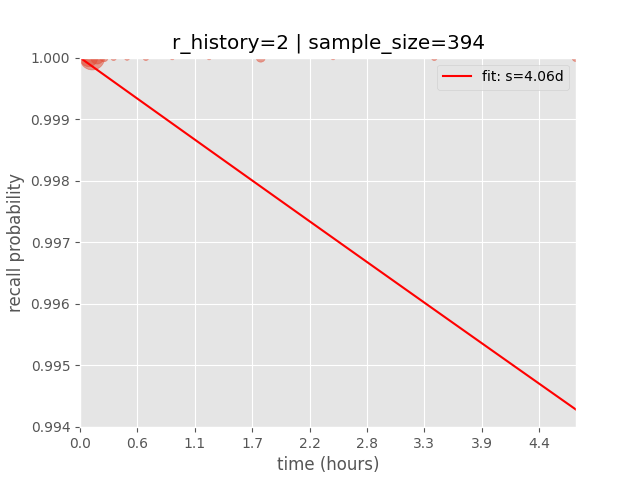 r_history=2 | sample_size=394
fit: s=4.06d
recall probability
1.000
0.999
0.998
0.997
0.996
0.995
0.994
0.0 0.6 1.1 1.7 2.2 2.8 3.3 3.9 4.4
time (hours)